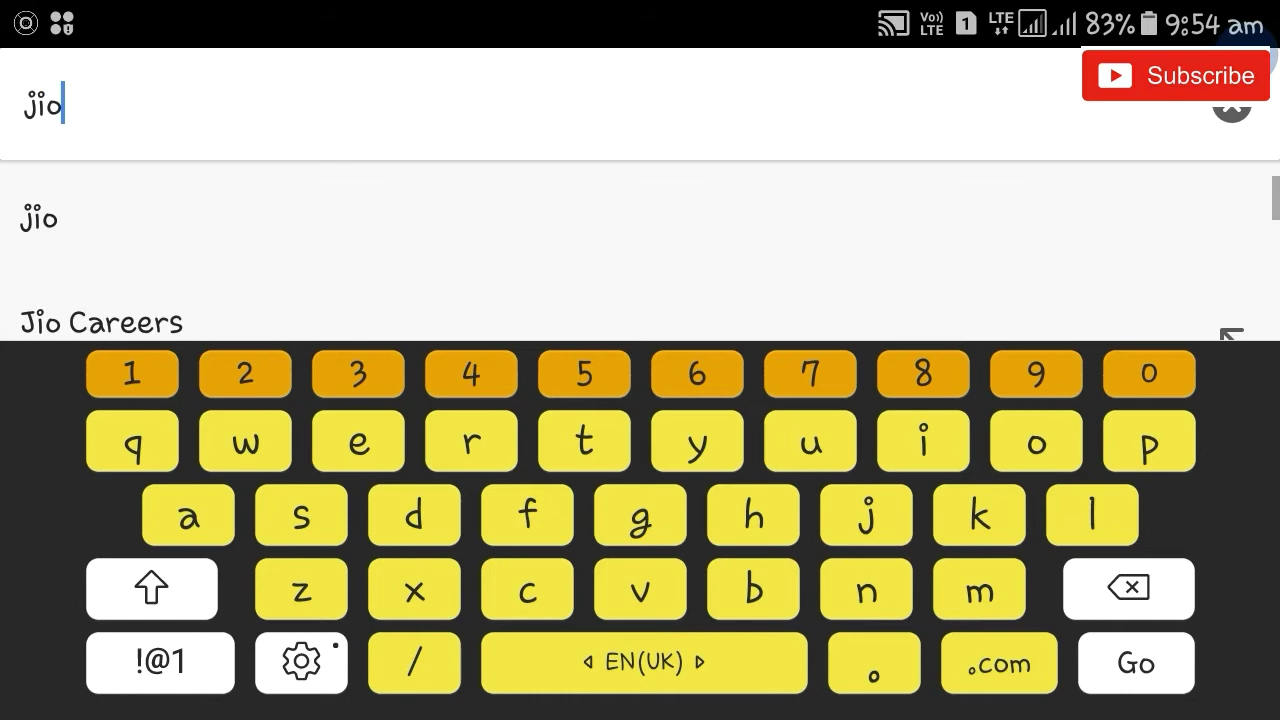 Vo)) LTE 1 LTE 83% 9:54 am
Subscribe
jio
jio
Jio Careers
1 2 3 4 5 6 7 8 9 0
q w e r t y u i o p
a s d f g h j k l
z x c v b n m
!@1 / EN(UK) . .com Go